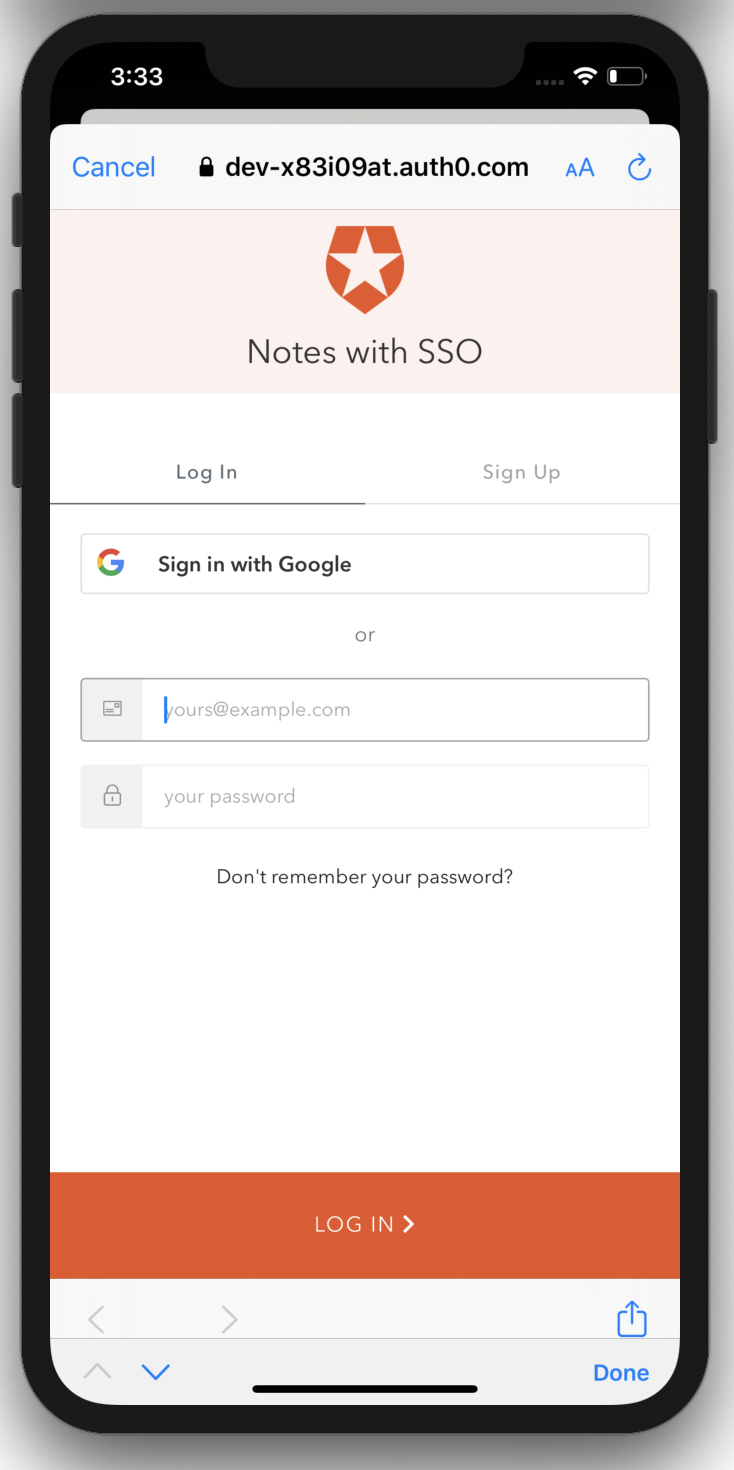 3:33
Cancel dev-x83i09at.auth0.com AA
Notes with SSO
Log In Sign Up
Sign in with Google
or
yours@example.com
your password
Don't remember your password?
LOG IN
Done